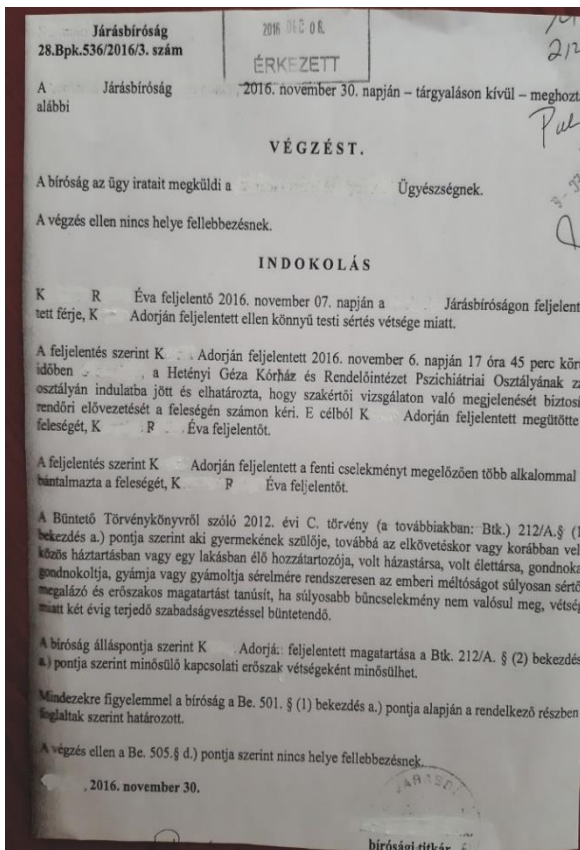 Járásbíróság
28.Bpk.536/2016/3. szám
2016 DEC 08.
ÉRKEZETT
A Járásbíróság , 2016. november 30. napján – tárgyaláson kívül – meghozta
alábbi
VÉGZÉST.
A bíróság az ügy iratait megküldi a Ügyészségnek.
A végzés ellen nincs helye fellebbezésnek.
INDOKOLÁS
K R Éva feljelentő 2016. november 07. napján a Járásbíróságon feljelent
tett férje, K Adorján feljelentett ellen könnyű testi sértés vétsége miatt.
A feljelentés szerint K Adorján feljelentett 2016. november 6. napján 17 óra 45 perc körü
időben , a Hetényi Géza Kórház és Rendelőintézet Pszichiátriai Osztályának zá
osztályán indulatba jött és elhatározta, hogy szakértői vizsgálaton való megjelenését biztosí
rendőri elővezetését a feleségén számon kéri. E célból K Adorján feljelentett megütötte
feleségét, K R Éva feljelentőt.
A feljelentés szerint K Adorján feljelentett a fenti cselekményt megelőzően több alkalommal
bántalmazta a feleségét, K R Éva feljelentőt.
A Büntető Törvénykönyvről szóló 2012. évi C. törvény (a továbbiakban: Btk.) 212/A.§ (1
bekezdés a.) pontja szerint aki gyermekének szülője, továbbá az elkövetéskor vagy korábban vel
közös háztartásban vagy egy lakásban élő hozzátartozója, volt házastársa, volt élettársa, gondnoka
gondnokoltja, gyámja vagy gyámoltja sérelmére rendszeresen az emberi méltóságot súlyosan sértő
megalázó és erőszakos magatartást tanúsít, ha súlyosabb bűncselekmény nem valósul meg, vétség
miatt két évig terjedő szabadságvesztéssel büntetendő.
A bíróság álláspontja szerint K Adorján feljelentett magatartása a Btk. 212/A. § (2) bekezdés
a.) pontja szerint minősülő kapcsolati erőszak vétségeként minősülhet.
Mindezekre figyelemmel a bíróság a Be. 501. § (1) bekezdés a.) pontja alapján a rendelkező részben
foglaltak szerint határozott.
A végzés ellen a Be. 505.§ d.) pontja szerint nincs helye fellebbezésnek.
, 2016. november 30.
bírósági titkár